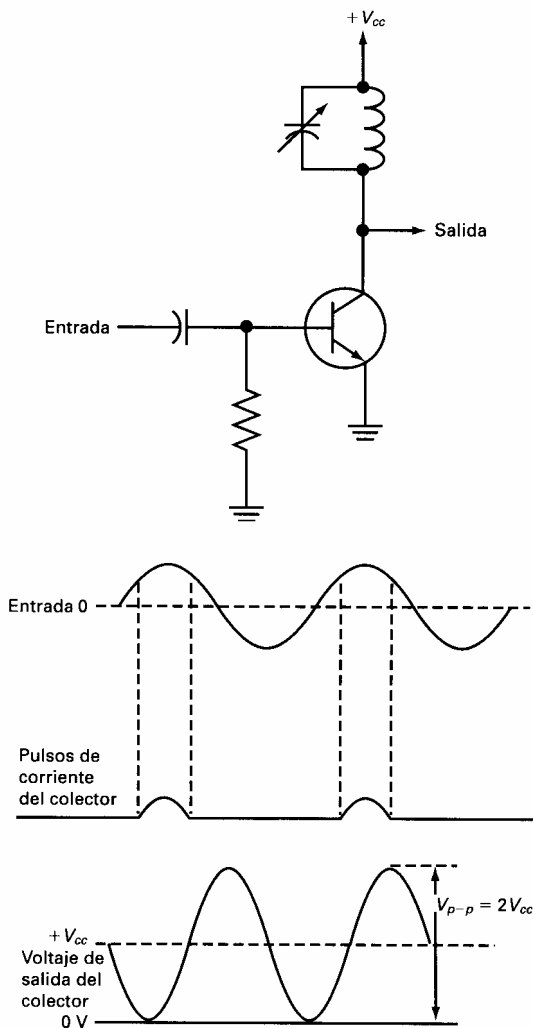 + Vcc
Salida
Entrada
Entrada 0
Pulsos de
corriente
del colector
Vp–p = 2Vcc
+ Vcc
Voltaje de
salida del
colector
0 V